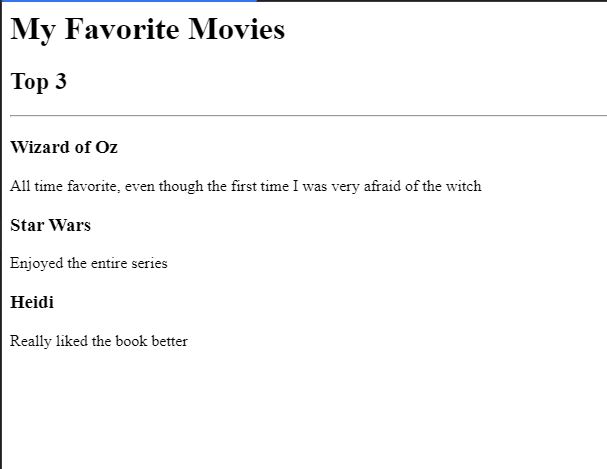 My Favorite Movies
Top 3
Wizard of Oz
All time favorite, even though the first time I was very afraid of the witch
Star Wars
Enjoyed the entire series
Heidi
Really liked the book better